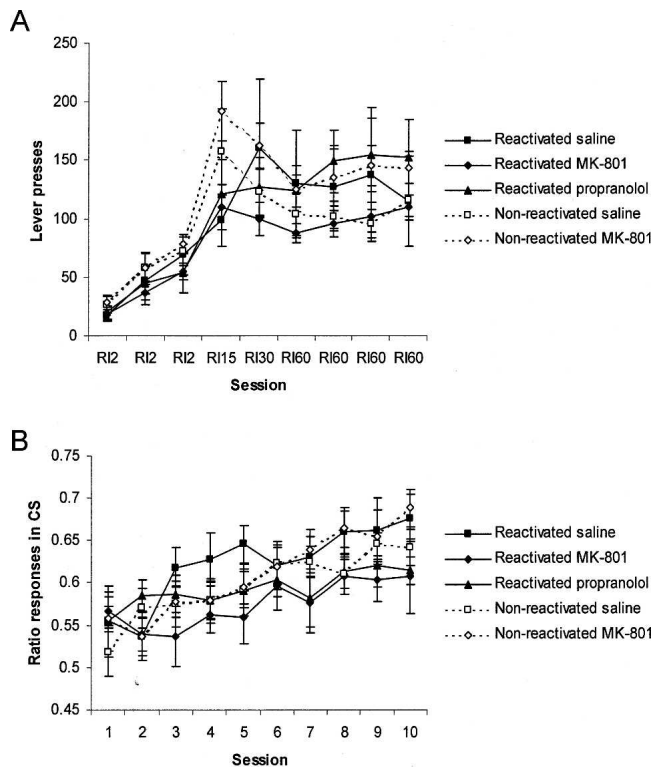 A
250
200
150
100
50
0
Lever presses
RI2 RI2 RI2 RI15 RI30 RI60 RI60 RI60 RI60
Session
Reactivated saline
Reactivated MK-801
Reactivated propranolol
Non-reactivated saline
Non-reactivated MK-801
B
0.75
0.7
0.65
0.6
0.55
0.5
0.45
Ratio responses in CS
1 2 3 4 5 6 7 8 9 10
Session
Reactivated saline
Reactivated MK-801
Reactivated propranolol
Non-reactivated saline
Non-reactivated MK-801